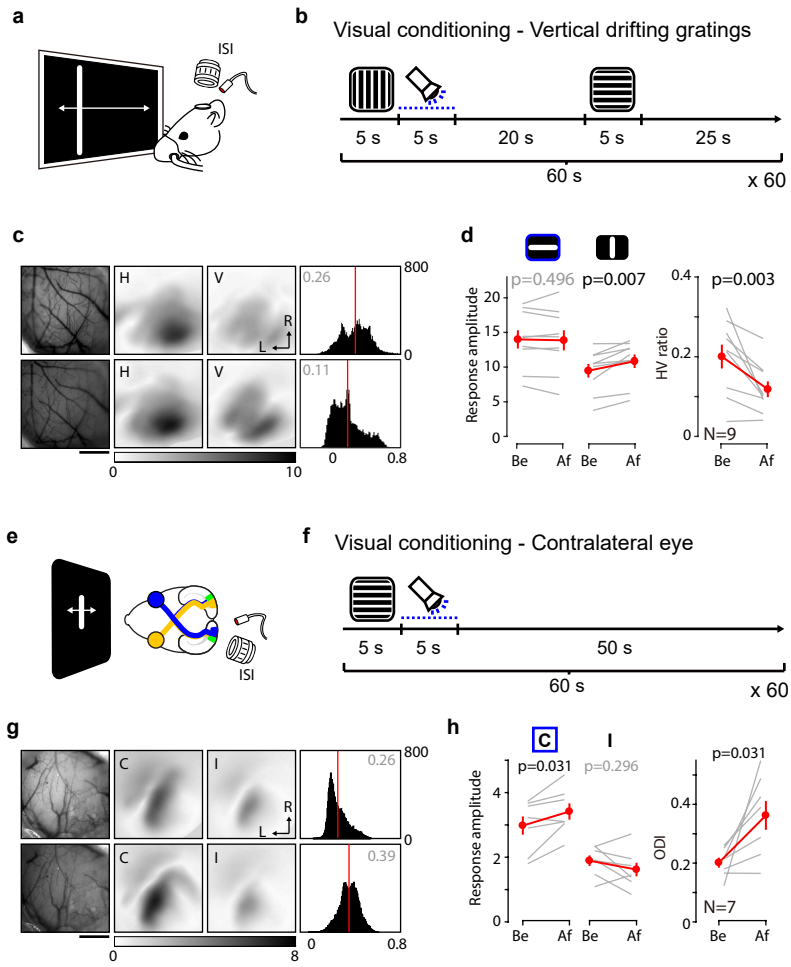 a
ISI
b
Visual conditioning - Vertical drifting gratings
5 s 5 s 20 s 5 s 25 s
60 s
x 60
c
H V 0.26 800
R
L
0
H V 0.11 800
0
0 10 0 0.8
d
p=0.496 p=0.007 p=0.003
Response amplitude
20
15
10
5
0
Be Af Be Af
HV ratio
0.4
0.2
0
N=9
Be Af
e
ISI
f
Visual conditioning - Contralateral eye
5 s 5 s 50 s
60 s
x 60
g
C I 0.26 800
R
L
0
C I 0.39
0 8 0 0.8
h
C I
p=0.031 p=0.296 p=0.031
Response amplitude
4
2
0
Be Af Be Af
ODI
0.4
0.2
0
N=7
Be Af